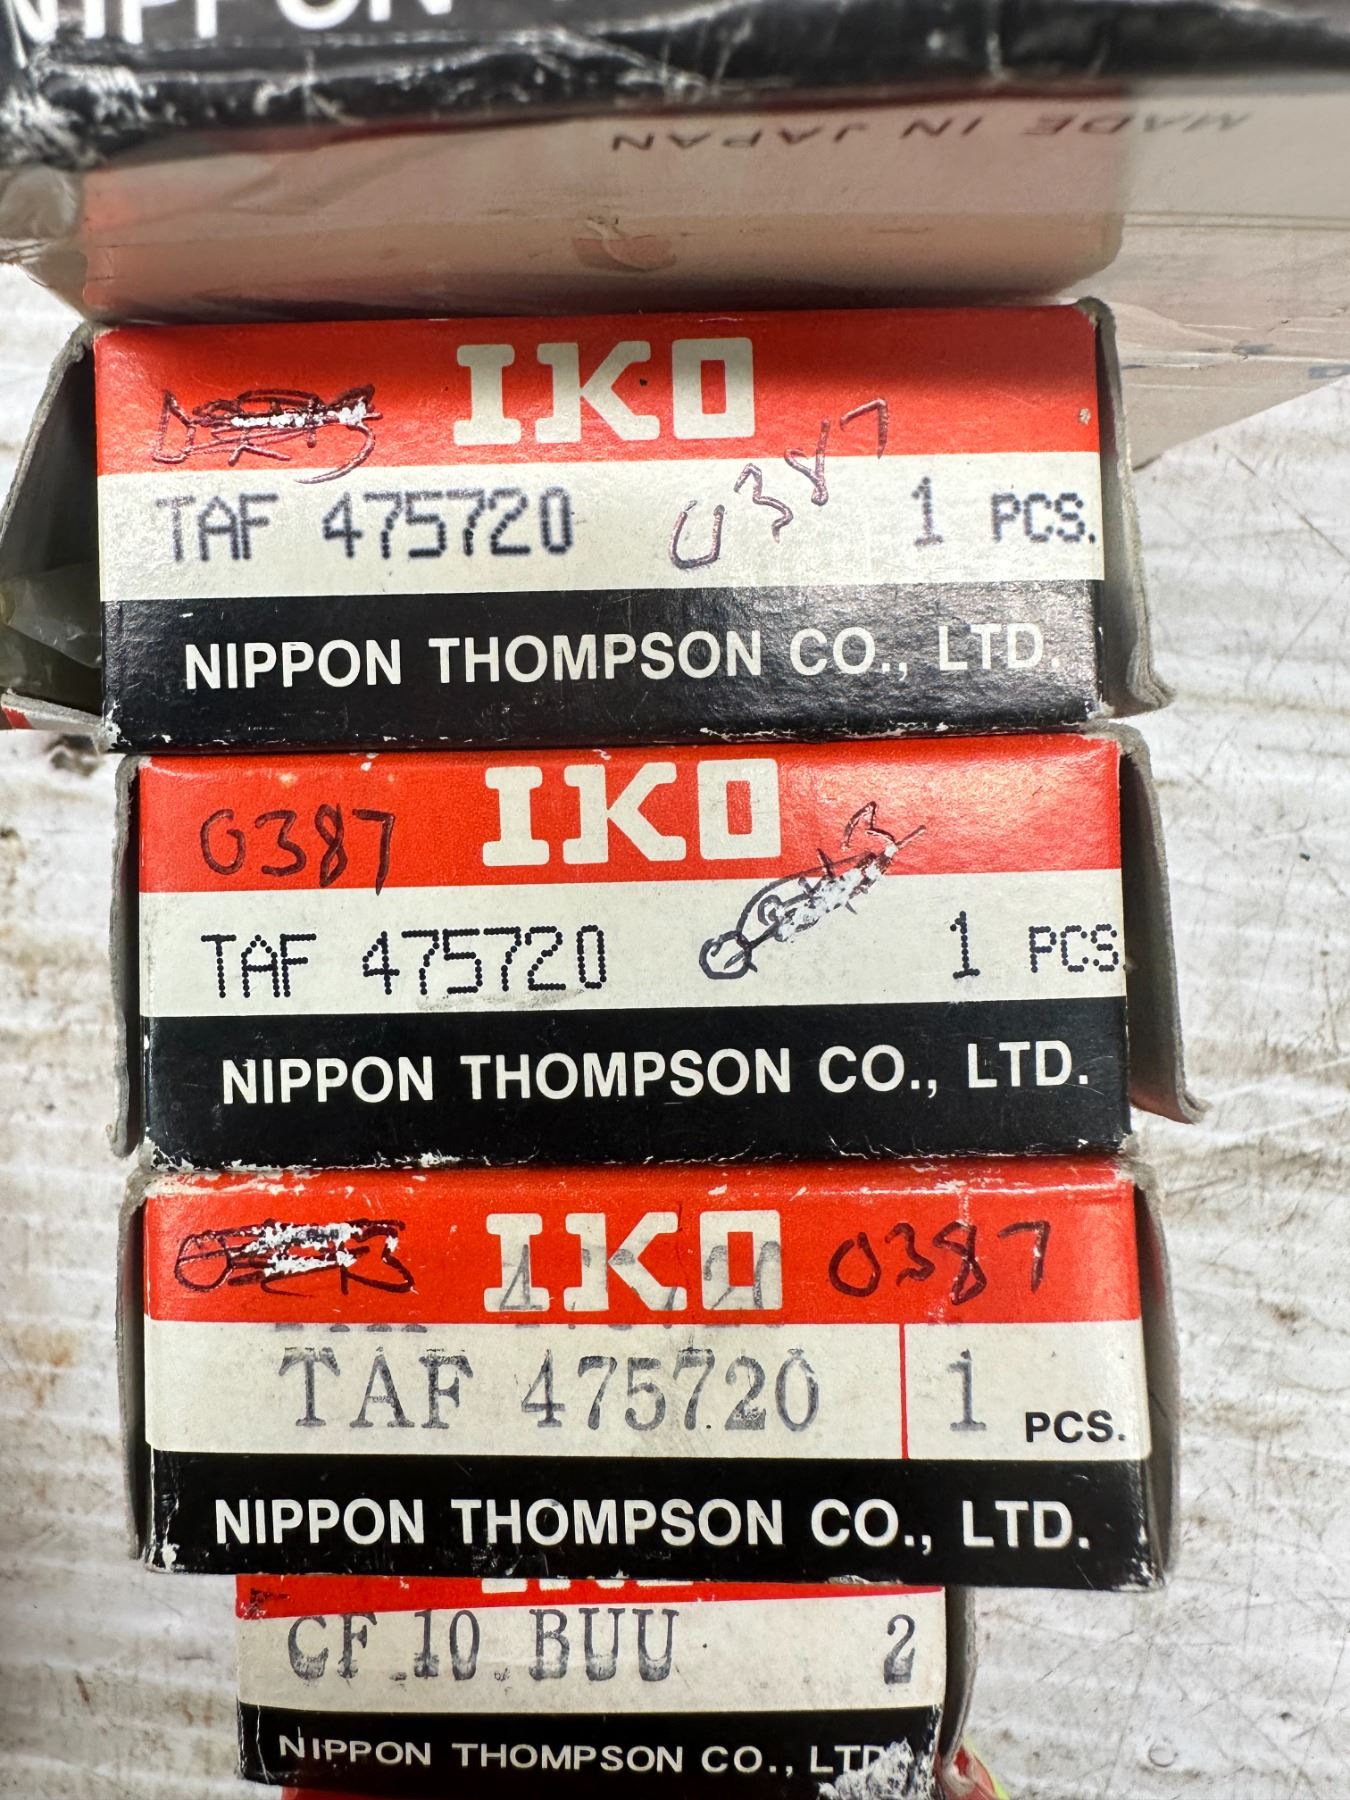 NIPPON
MADE IN JAPAN
IKO
0387
TAF 475720 1 PCS.
NIPPON THOMPSON CO., LTD.
0387 IKO
TAF 475720 1 PCS
NIPPON THOMPSON CO., LTD.
IKO 0387
TAF 475720 1 PCS.
NIPPON THOMPSON CO., LTD.
CF 10 BUU 2
NIPPON THOMPSON CO., LTD